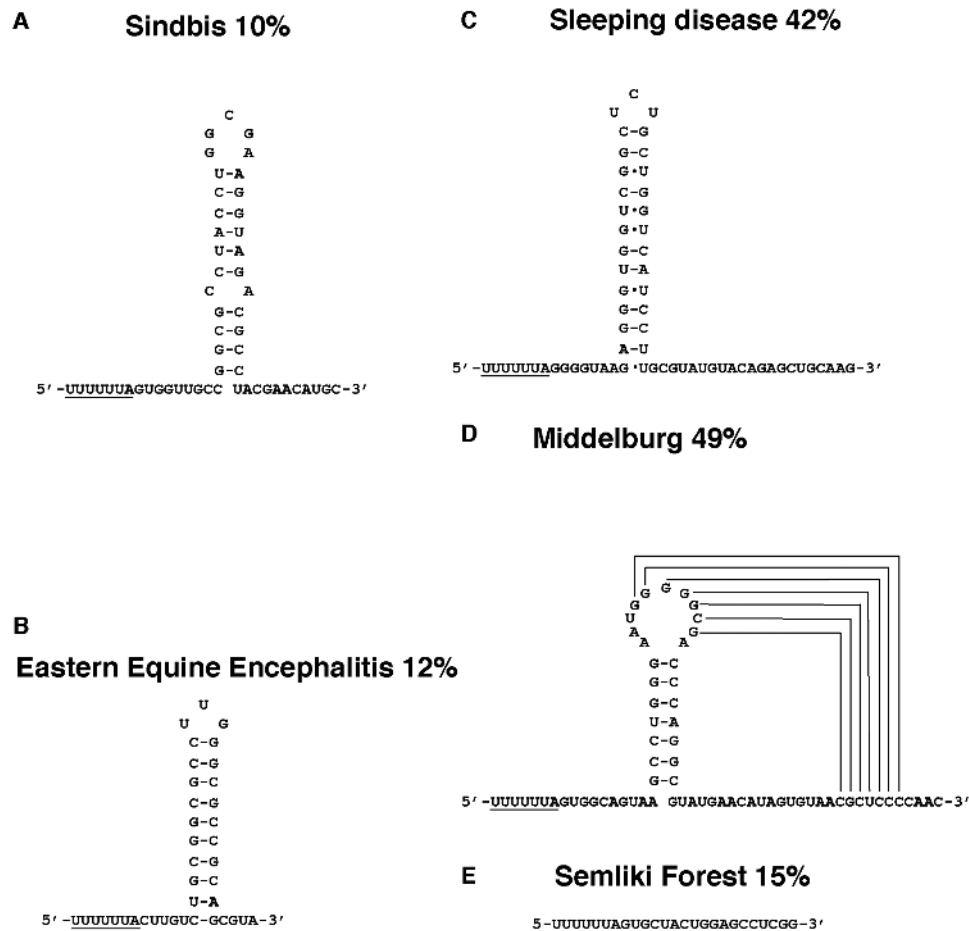 A
Sindbis 10%
C
G G
G A
U-A
C-G
C-G
A-U
U-A
C-G
C A
G-C
C-G
G-C
G-C
5′-UUUUUUAGUGGUUGCC UACGAACAUGC-3′
B
Eastern Equine Encephalitis 12%
U
U G
C-G
C-G
G-C
C-G
G-C
G-C
C-G
G-C
U-A
5′-UUUUUUACUUGUC-GCGUA-3′
C
Sleeping disease 42%
C
U U
C-G
G-C
G·U
C-G
U·G
G·U
G-C
U-A
G·U
G-C
G-C
A-U
5′-UUUUUUAGGGGUAAG·UGCGUAUGUACAGAGCUGCAAG-3′
D
Middelburg 49%
G G G
G G
U C
A G
A A
G-C
G-C
G-C
U-A
C-G
C-G
G-C
5′-UUUUUUAGUGGCAGUAA GUAUGAACAUAGUGUAACGCUCCCCAAC-3′
E
Semliki Forest 15%
5-UUUUUUAGUGCUACUGGAGCCUCGG-3′